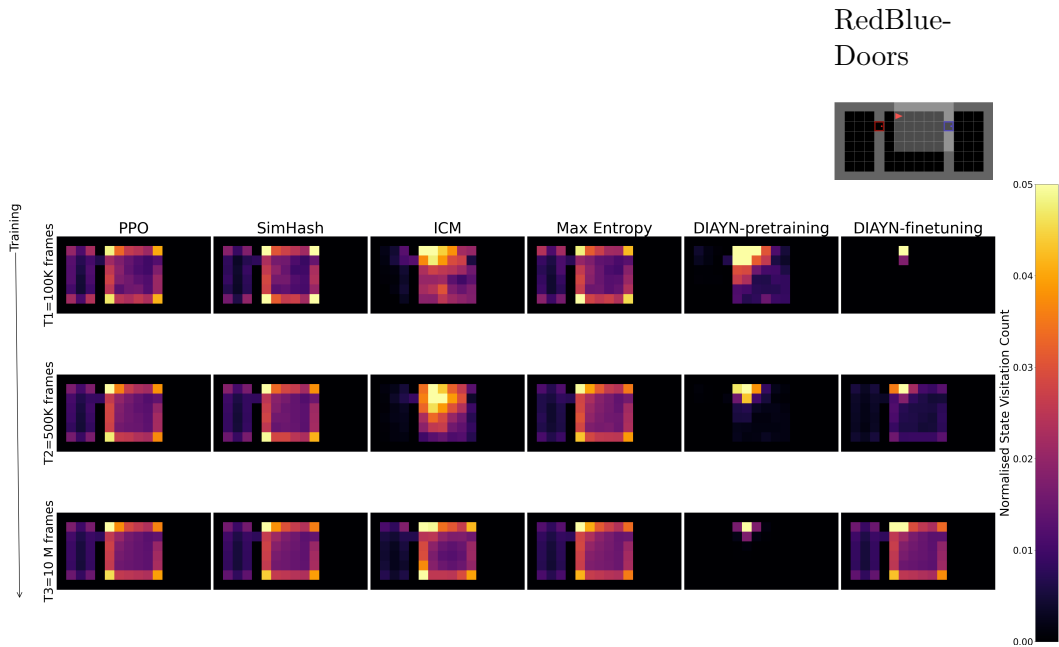 RedBlue-
Doors
Training
PPO
SimHash
ICM
Max Entropy
DIAYN-pretraining
DIAYN-finetuning
T1=100K frames
T2=500K frames
T3=10 M frames
Normalised State Visitation Count
0.05
0.04
0.03
0.02
0.01
0.00